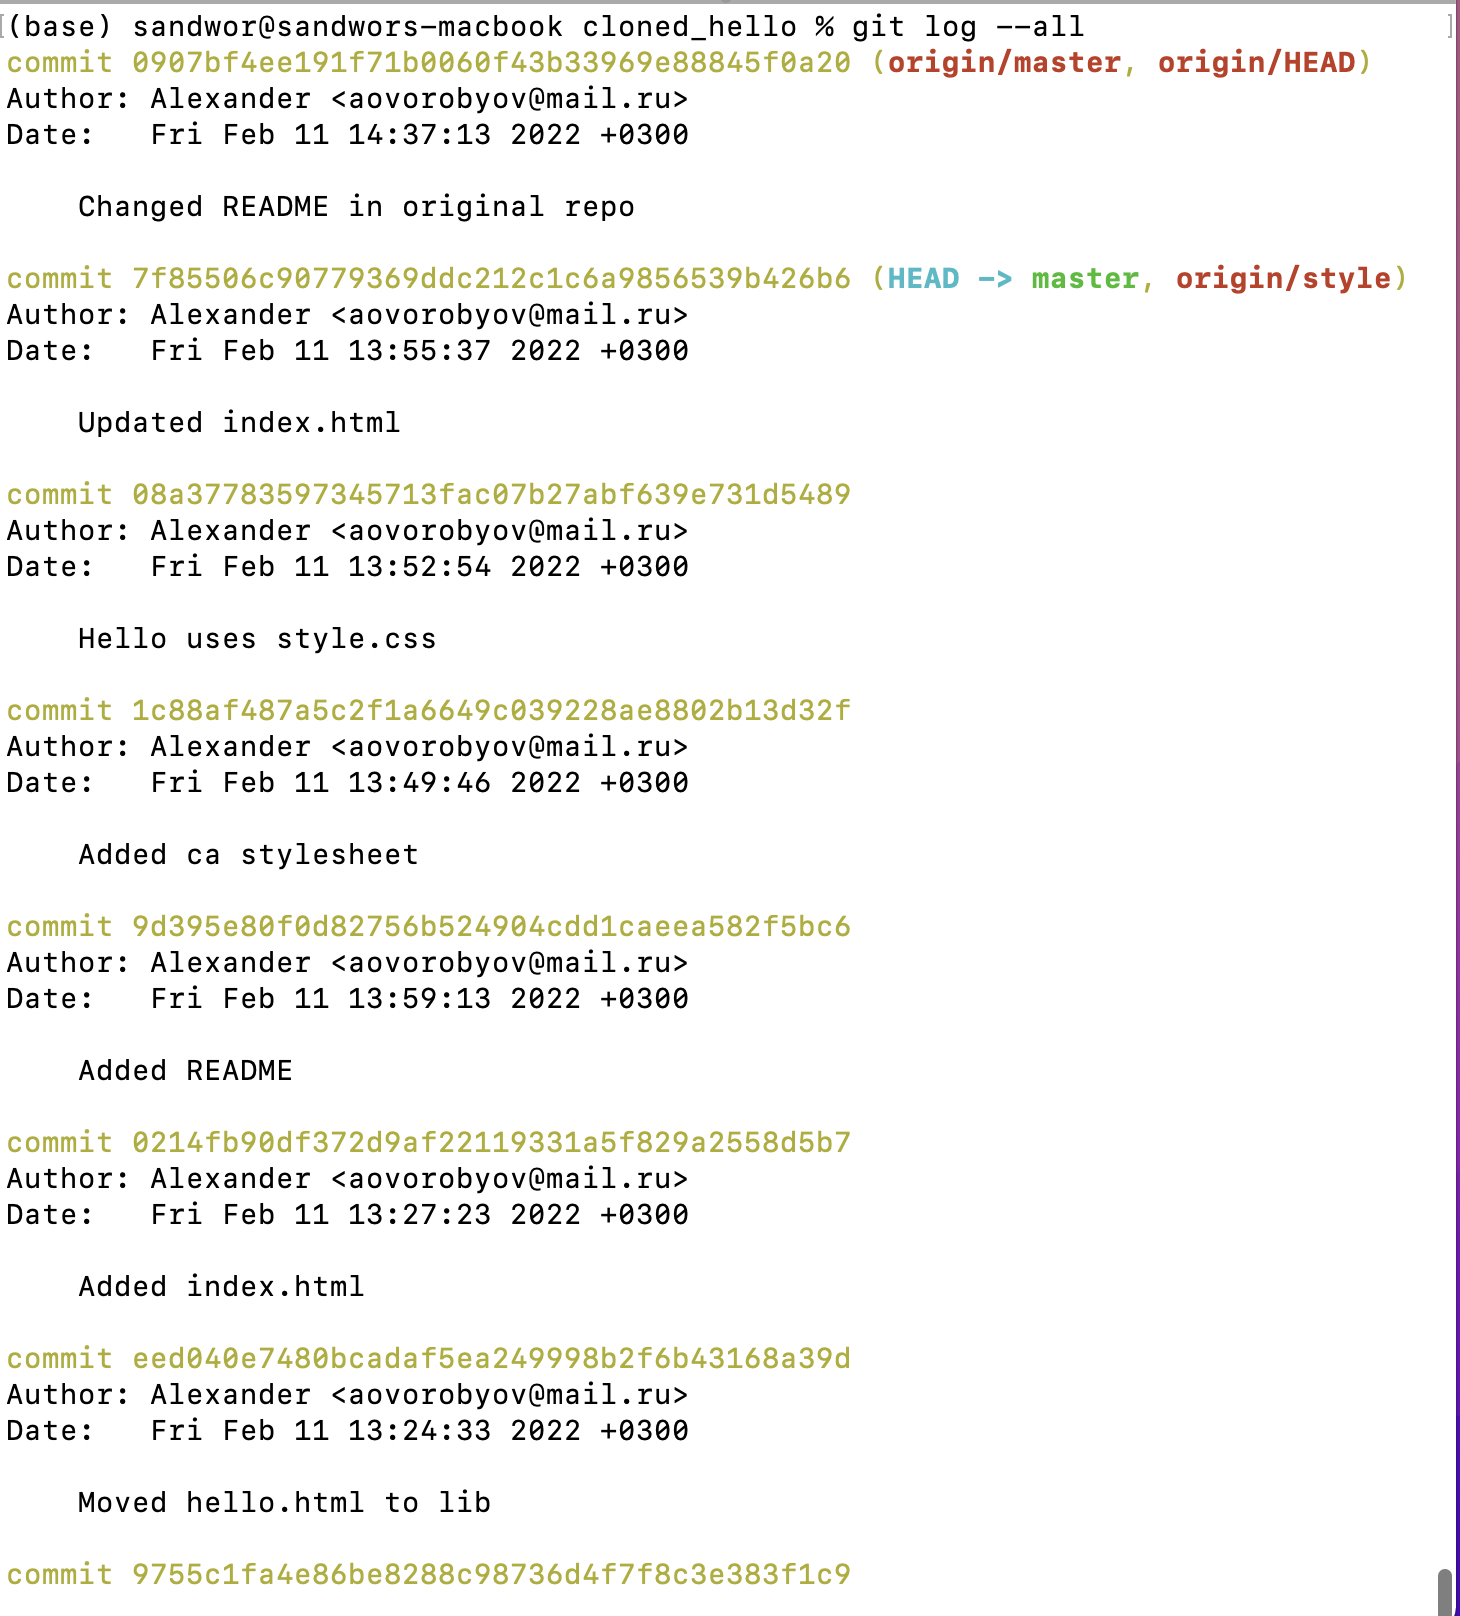 [(base) sandwor@sandwors-macbook cloned_hello % git log --all ]
commit 0907bf4ee191f71b0060f43b33969e88845f0a20 (origin/master, origin/HEAD)
Author: Alexander <aovorobyov@mail.ru>
Date:   Fri Feb 11 14:37:13 2022 +0300
    Changed README in original repo
commit 7f85506c90779369ddc212c1c6a9856539b426b6 (HEAD -> master, origin/style)
Author: Alexander <aovorobyov@mail.ru>
Date:   Fri Feb 11 13:55:37 2022 +0300
    Updated index.html
commit 08a37783597345713fac07b27abf639e731d5489
Author: Alexander <aovorobyov@mail.ru>
Date:   Fri Feb 11 13:52:54 2022 +0300
    Hello uses style.css
commit 1c88af487a5c2f1a6649c039228ae8802b13d32f
Author: Alexander <aovorobyov@mail.ru>
Date:   Fri Feb 11 13:49:46 2022 +0300
    Added ca stylesheet
commit 9d395e80f0d82756b524904cdd1caeea582f5bc6
Author: Alexander <aovorobyov@mail.ru>
Date:   Fri Feb 11 13:59:13 2022 +0300
    Added README
commit 0214fb90df372d9af22119331a5f829a2558d5b7
Author: Alexander <aovorobyov@mail.ru>
Date:   Fri Feb 11 13:27:23 2022 +0300
    Added index.html
commit eed040e7480bcadaf5ea249998b2f6b43168a39d
Author: Alexander <aovorobyov@mail.ru>
Date:   Fri Feb 11 13:24:33 2022 +0300
    Moved hello.html to lib
commit 9755c1fa4e86be8288c98736d4f7f8c3e383f1c9